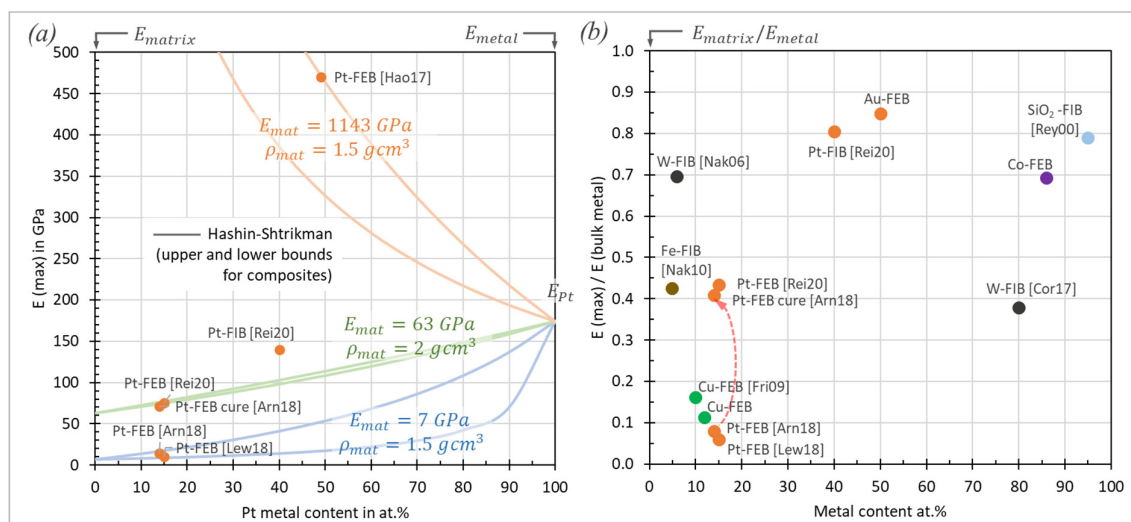 (a)
E_matrix
E_metal
500
450
400
350
300
250
200
150
100
50
0
E (max) in GPa
Pt-FEB [Hao17]
E_mat = 1143 GPa
ρ_mat = 1.5 gcm³
Hashin-Shtrikman
(upper and lower bounds
for composites)
E_Pt
Pt-FIB [Rei20]
E_mat = 63 GPa
ρ_mat = 2 gcm³
Pt-FEB [Rei20]
Pt-FEB cure [Arn18]
Pt-FEB [Arn18]
Pt-FEB [Lew18]
E_mat = 7 GPa
ρ_mat = 1.5 gcm³
0 10 20 30 40 50 60 70 80 90 100
Pt metal content in at.%
(b)
E_matrix/E_metal
1.0
0.9
0.8
0.7
0.6
0.5
0.4
0.3
0.2
0.1
0.0
E (max) / E (bulk metal)
Au-FEB
Pt-FIB [Rei20]
SiO₂ -FIB
[Rey00]
W-FIB [Nak06]
Co-FEB
Fe-FIB
[Nak10]
Pt-FEB [Rei20]
Pt-FEB cure [Arn18]
W-FIB [Cor17]
Cu-FEB [Fri09]
Cu-FEB
Pt-FEB [Arn18]
Pt-FEB [Lew18]
0 10 20 30 40 50 60 70 80 90 100
Metal content at.%